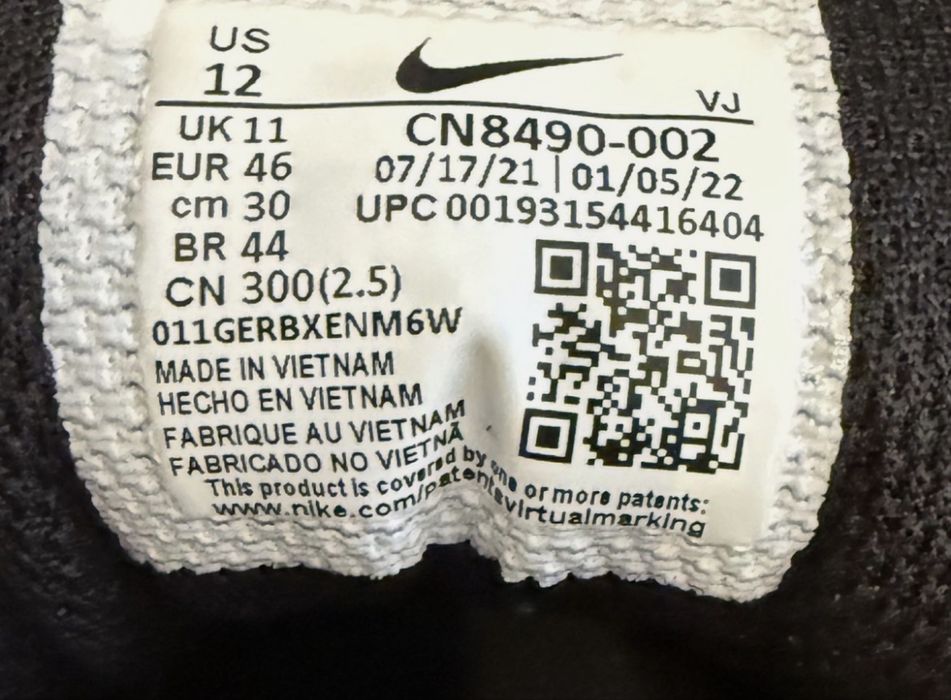 US
12
VJ
UK 11
EUR 46
cm 30
BR 44
CN 300(2.5)
CN8490-002
07/17/21 | 01/05/22
UPC 00193154416404
011GERBXENM6W
MADE IN VIETNAM
HECHO EN VIETNAM
FABRIQUE AU VIETNAM
FABRICADO NO VIETNÃ
This product is covered by one or more patents:
www.nike.com/patentsvirtualmarking